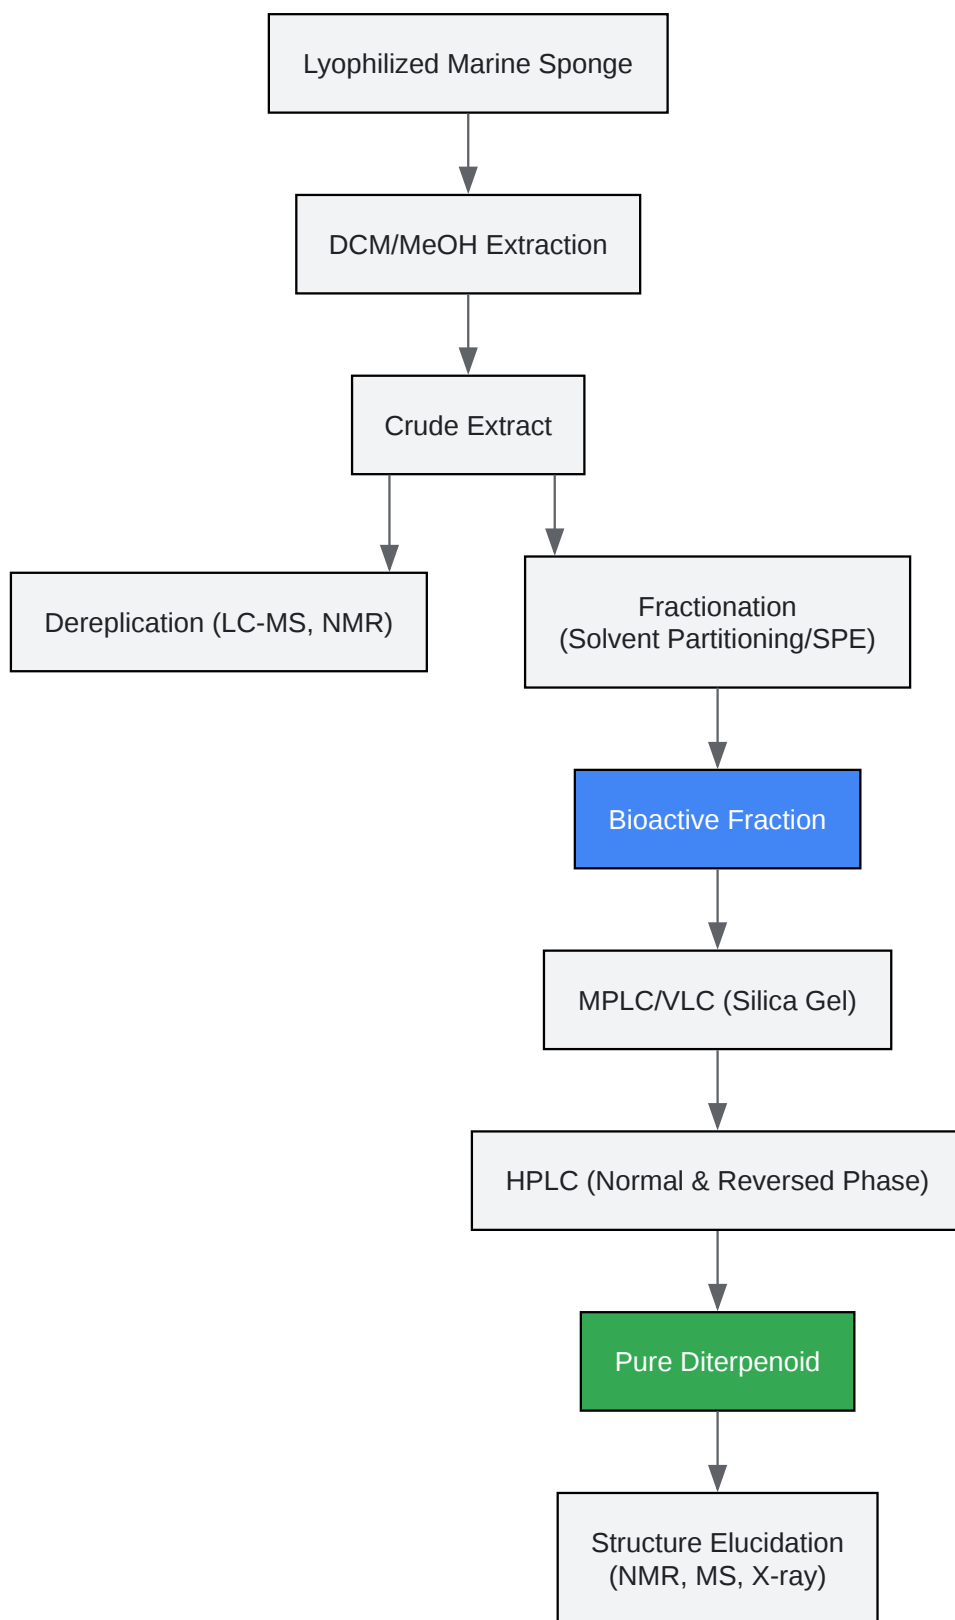 Lyophilized Marine Sponge
DCM/MeOH Extraction
Crude Extract
Dereplication (LC-MS, NMR)
Fractionation
(Solvent Partitioning/SPE)
Bioactive Fraction
MPLC/VLC (Silica Gel)
HPLC (Normal & Reversed Phase)
Pure Diterpenoid
Structure Elucidation
(NMR, MS, X-ray)